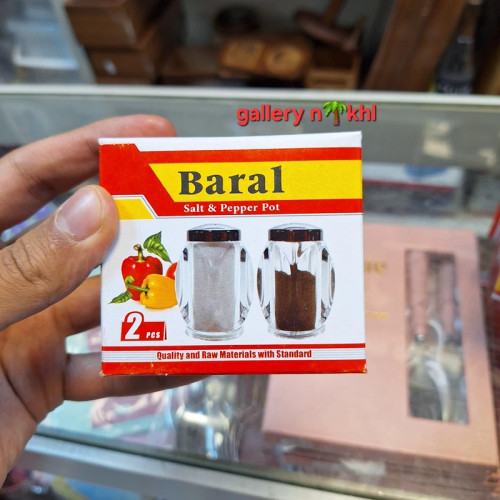 gallery n🌴khl
Baral
Salt & Pepper Pot
2 PCS
Quality and Raw Materials with Standard